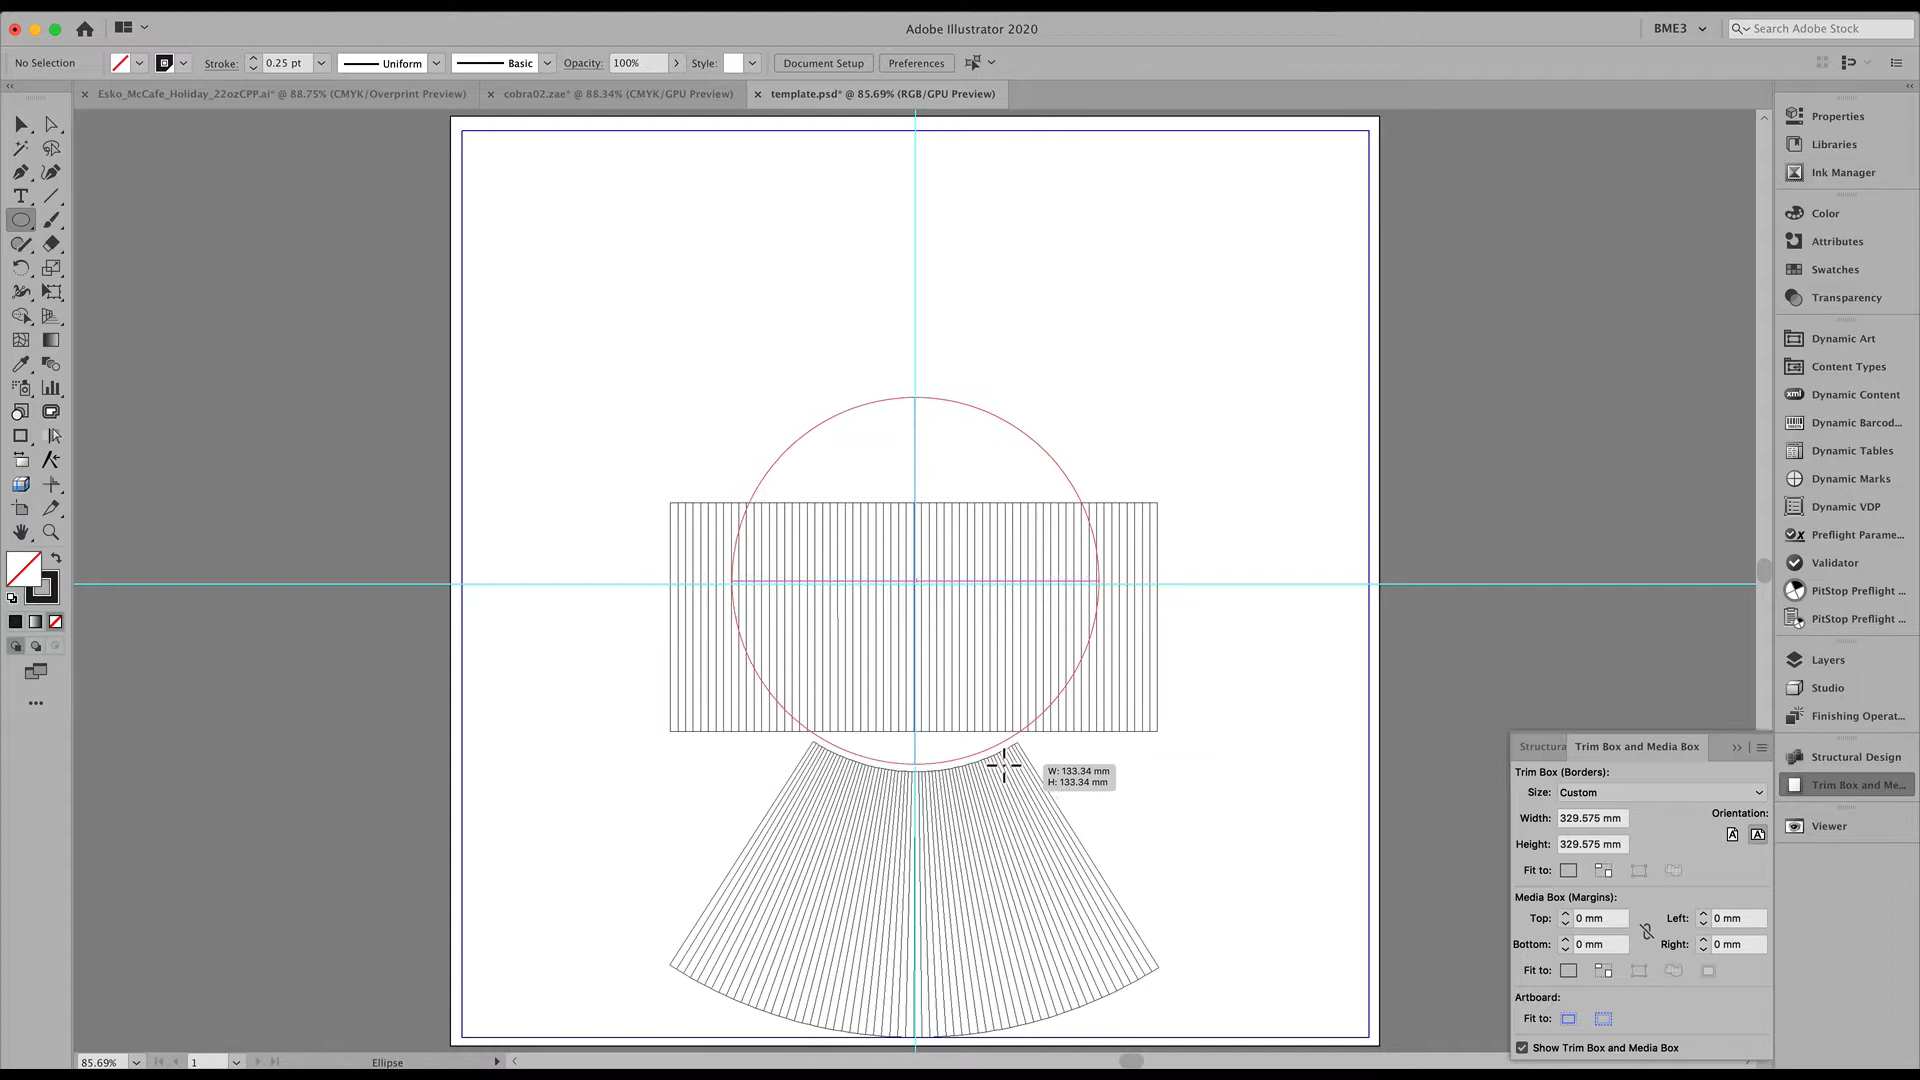 Adobe Illustrator 2020
BME3
Search Adobe Stock
No Selection
Stroke:
0.25 pt
Uniform
Basic
Opacity:
100%
Style:
Document Setup
Preferences
Esko_McCafe_Holiday_22ozCPP.ai* @ 88.75% (CMYK/Overprint Preview)
cobra02.zae* @ 88.34% (CMYK/GPU Preview)
template.psd* @ 85.69% (RGB/GPU Preview)
Properties
Libraries
Ink Manager
Color
Attributes
Swatches
Transparency
Dynamic Art
Content Types
xml Dynamic Content
Dynamic Barcod...
Dynamic Tables
Dynamic Marks
Dynamic VDP
Preflight Parame...
Validator
PitStop Preflight ...
PitStop Preflight ...
Layers
Studio
Finishing Operat...
Structural Design
Trim Box and Me...
Viewer
W: 133.34 mm
H: 133.34 mm
Structura
Trim Box and Media Box
Trim Box (Borders):
Size: Custom
Width: 329.575 mm
Orientation:
Height: 329.575 mm
Fit to:
Media Box (Margins):
Top: 0 mm Left: 0 mm
Bottom: 0 mm Right: 0 mm
Fit to:
Artboard:
Fit to:
Show Trim Box and Media Box
85.69%
1
Ellipse